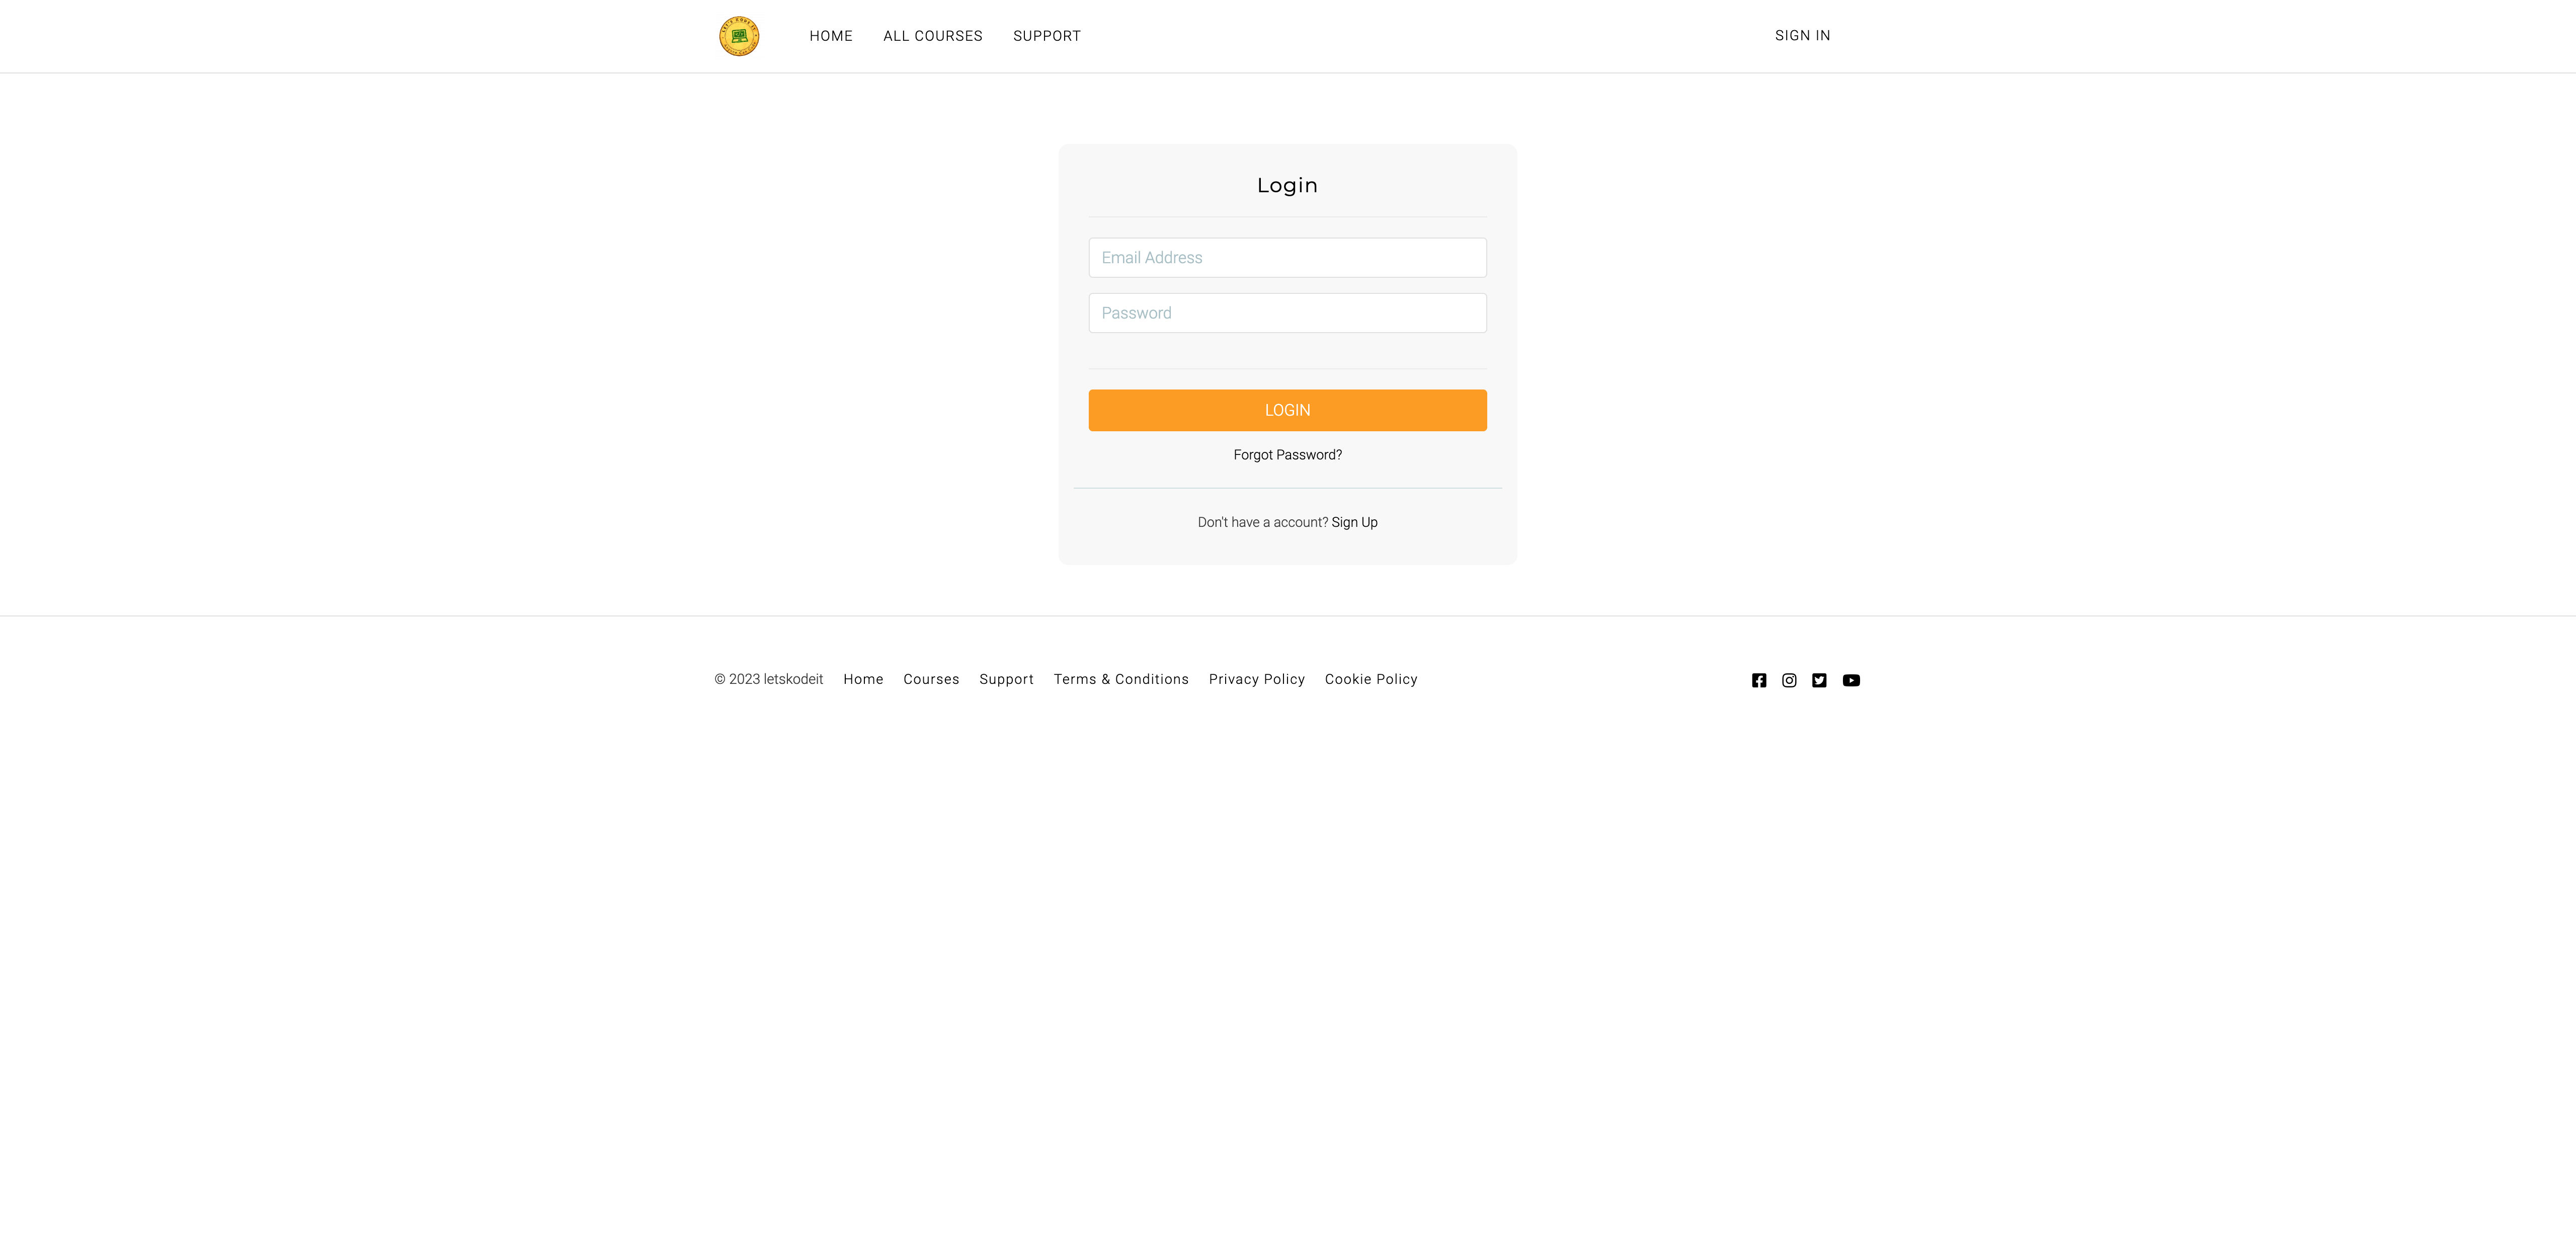 HOME ALL COURSES SUPPORT SIGN IN
Login
Email Address
Password
LOGIN
Forgot Password?
Don't have a account? Sign Up
© 2023 letskodeit Home Courses Support Terms & Conditions Privacy Policy Cookie Policy